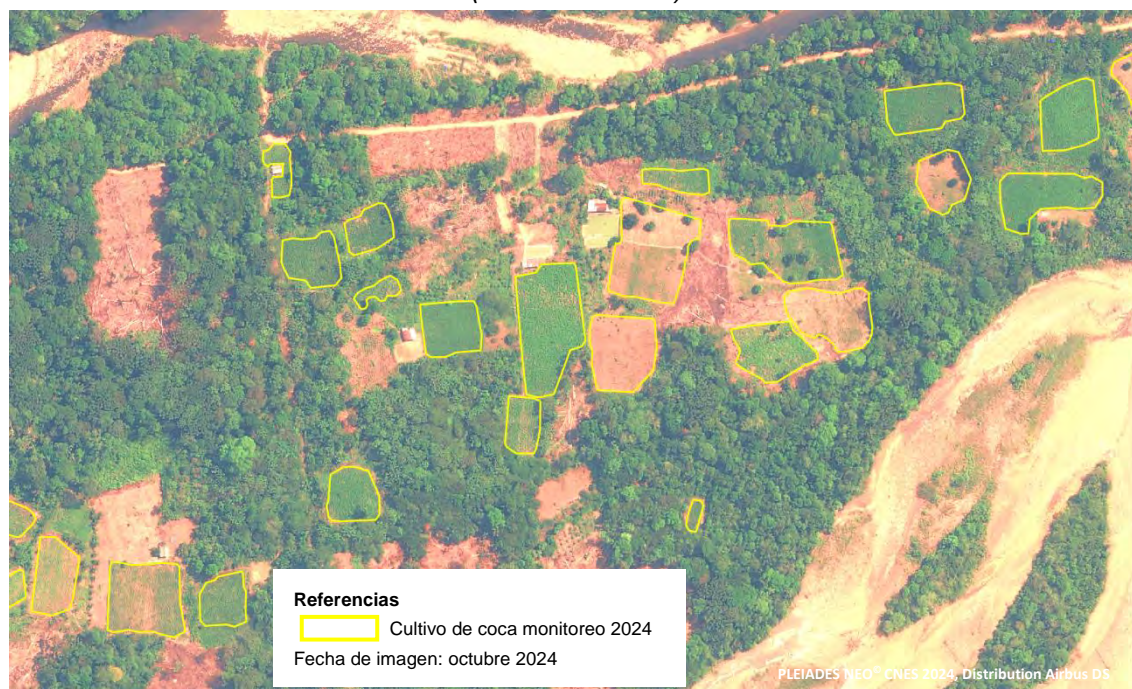 Referencias
Cultivo de coca monitoreo 2024
Fecha de imagen: octubre 2024
PLEIADES NEO© CNES 2024, Distribution Airbus DS